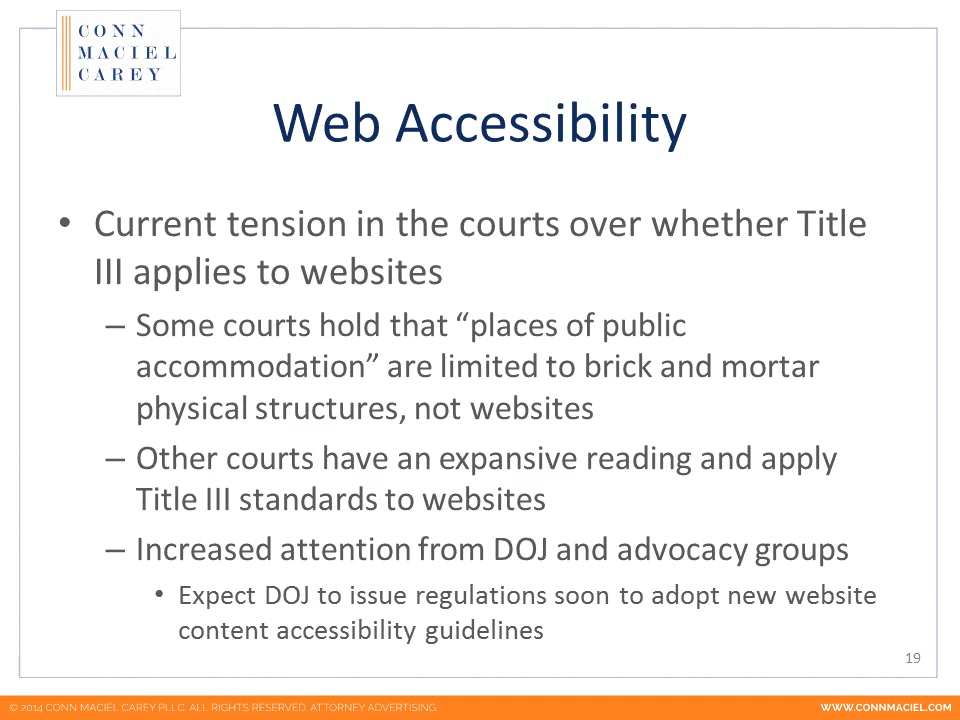 CONN
MACIEL
CAREY
Web Accessibility
• Current tension in the courts over whether Title
III applies to websites
– Some courts hold that “places of public
accommodation” are limited to brick and mortar
physical structures, not websites
– Other courts have an expansive reading and apply
Title III standards to websites
– Increased attention from DOJ and advocacy groups
• Expect DOJ to issue regulations soon to adopt new website
content accessibility guidelines
19
© 2014 CONN MACIEL CAREY PLLC. ALL RIGHTS RESERVED. ATTORNEY ADVERTISING
WWW.CONNMACIEL.COM